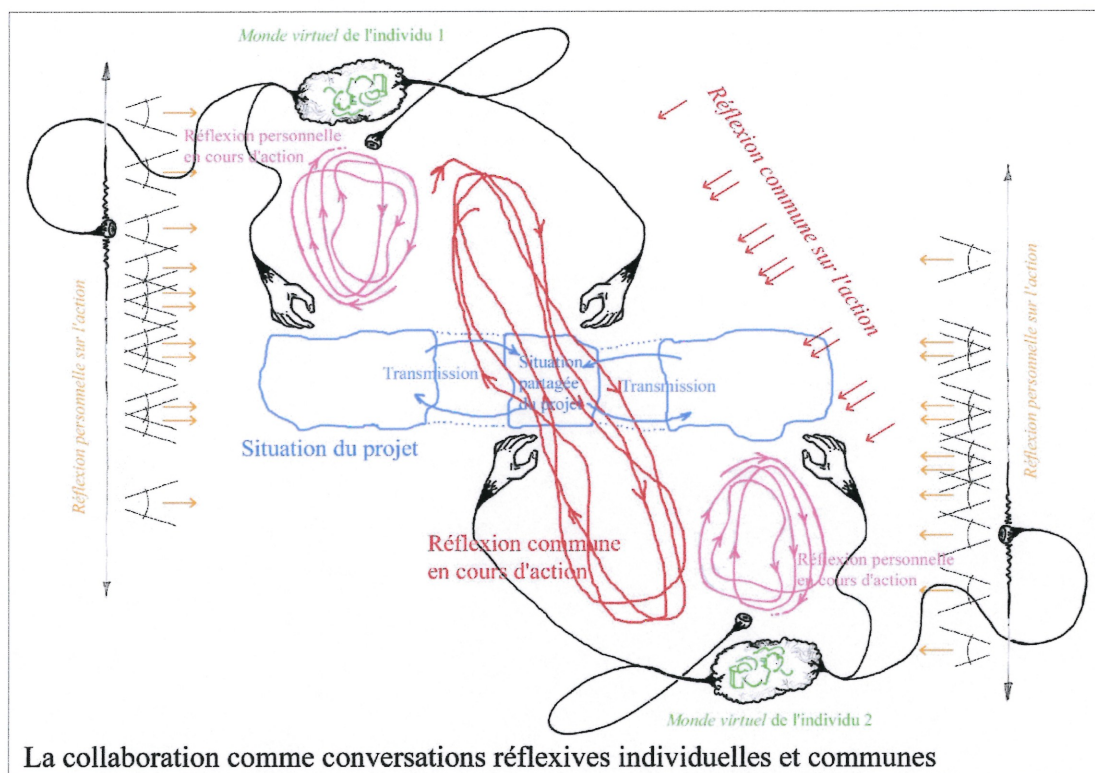 Monde virtuel de l'individu 1
Réflexion personnelle
en cours d'action
Réflexion commune sur l'action
Réflexion personnelle sur l'action
Réflexion personnelle sur l'action
Transmission
Situation
partagée
du projet
Transmission
Situation du projet
Réflexion commune
en cours d'action
Réflexion personnelle
en cours d'action
Monde virtuel de l'individu 2
La collaboration comme conversations réflexives individuelles et communes